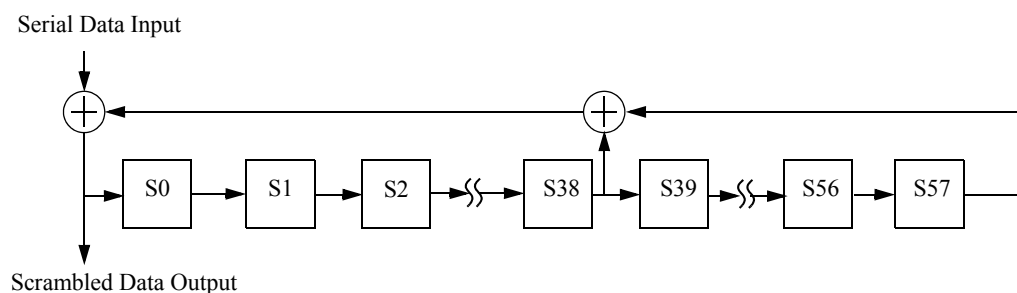 Serial Data Input
S0 S1 S2 S38 S39 S56 S57
Scrambled Data Output